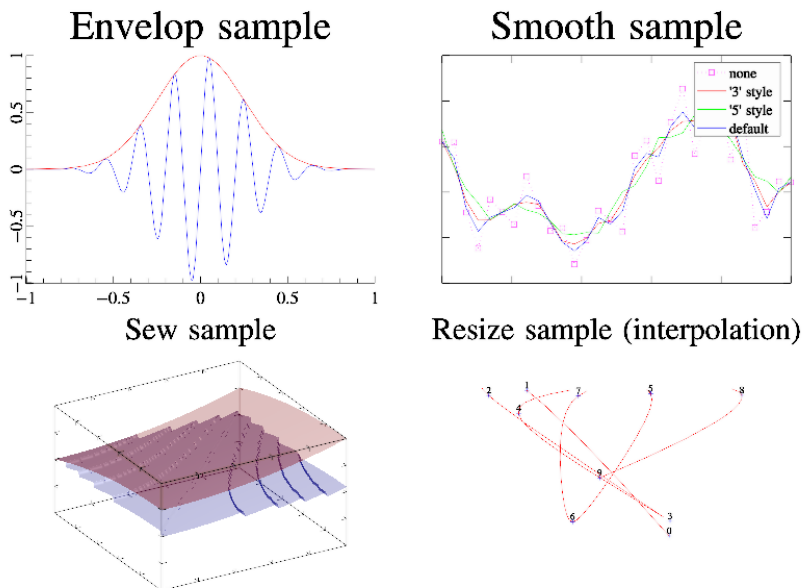 Envelop sample
1
0.5
0
−0.5
−1
−1
−0.5
0
0.5
1
Smooth sample
none
'3' style
'5' style
default
Sew sample
Resize sample (interpolation)
2
1
7
5
8
4
9
6
3
0